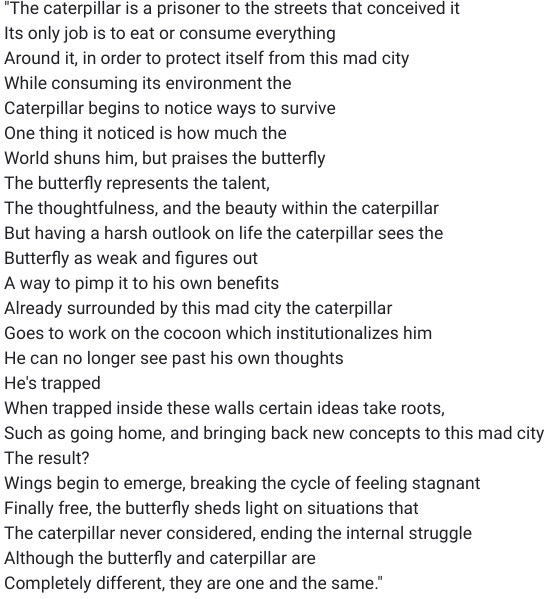 "The caterpillar is a prisoner to the streets that conceived it
Its only job is to eat or consume everything
Around it, in order to protect itself from this mad city
While consuming its environment the
Caterpillar begins to notice ways to survive
One thing it noticed is how much the
World shuns him, but praises the butterfly
The butterfly represents the talent,
The thoughtfulness, and the beauty within the caterpillar
But having a harsh outlook on life the caterpillar sees the
Butterfly as weak and figures out
A way to pimp it to his own benefits
Already surrounded by this mad city the caterpillar
Goes to work on the cocoon which institutionalizes him
He can no longer see past his own thoughts
He's trapped
When trapped inside these walls certain ideas take roots,
Such as going home, and bringing back new concepts to this mad city
The result?
Wings begin to emerge, breaking the cycle of feeling stagnant
Finally free, the butterfly sheds light on situations that
The caterpillar never considered, ending the internal struggle
Although the butterfly and caterpillar are
Completely different, they are one and the same."